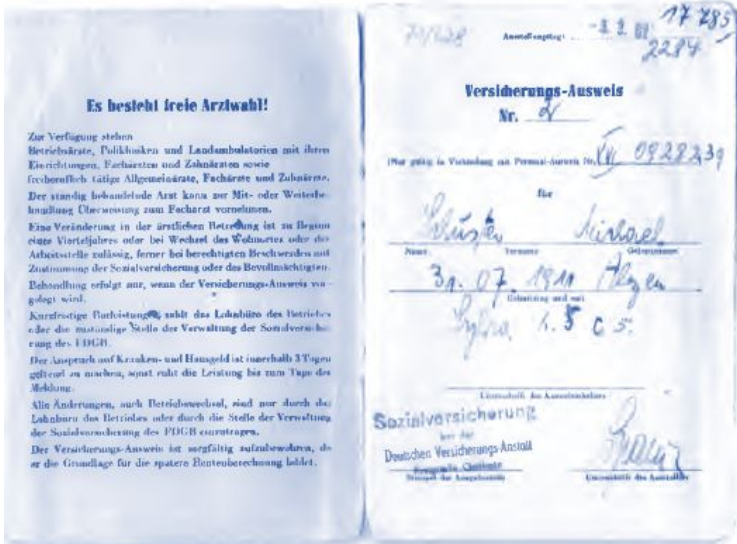 Es besteht freie Arztwahl!
Zur Verfügung stehen
Betriebsärzte, Polikliniken und Landambulatorien mit ihren
Einrichtungen, Fachärzten und Zahnärzten sowie
freiberuflich tätige Allgemeinärzte, Fachärzte und Zahnärzte.
Der ständig behandelnde Arzt kann zur Mit- oder Weiterbe-
handlung Überweisung zum Facharzt vornehmen.
Eine Veränderung in der ärztlichen Betreuung ist zu Beginn
eines Vierteljahres oder bei Wechsel des Wohnortes oder der
Arbeitsstelle zulässig, ferner bei berechtigten Beschwerden mit
Zustimmung der Sozialversicherung oder des Bevollmächtigten.
Behandlung erfolgt nur, wenn der Versicherungs-Ausweis vor-
gelegt wird.
Kurzfristige Barleistungen zahlt das Lohnbüro des Betriebes
oder die zuständige Stelle der Verwaltung der Sozialversiche-
rung des FDGB.
Der Anspruch auf Kranken- und Hausgeld ist innerhalb 3 Tagen
geltend zu machen, sonst ruht die Leistung bis zum Tage der
Meldung.
Alle Änderungen, auch Betriebswechsel, sind nur durch das
Lohnbüro des Betriebes oder durch die Stelle der Verwaltung
der Sozialversicherung des FDGB einzutragen.
Der Versicherungs-Ausweis ist sorgfältig aufzubewahren, da
er die Grundlage für die spätere Rentenberechnung bildet.
17 785
2284
Ausstellungstag:
Versicherungs-Ausweis
Nr. 2
(Nur gültig in Verbindung mit Personal-Ausweis Nr. XVI 0928239
für
Michael
Name Vorname Geburtsname
31. 07. 1911
Geburtstag und -ort
Unterschrift des Ausweisinhabers
Sozialversicherung
bei der
Deutschen Versicherungs-Anstalt
Stempel der Ausgabestelle Unterschrift des Ausstellers